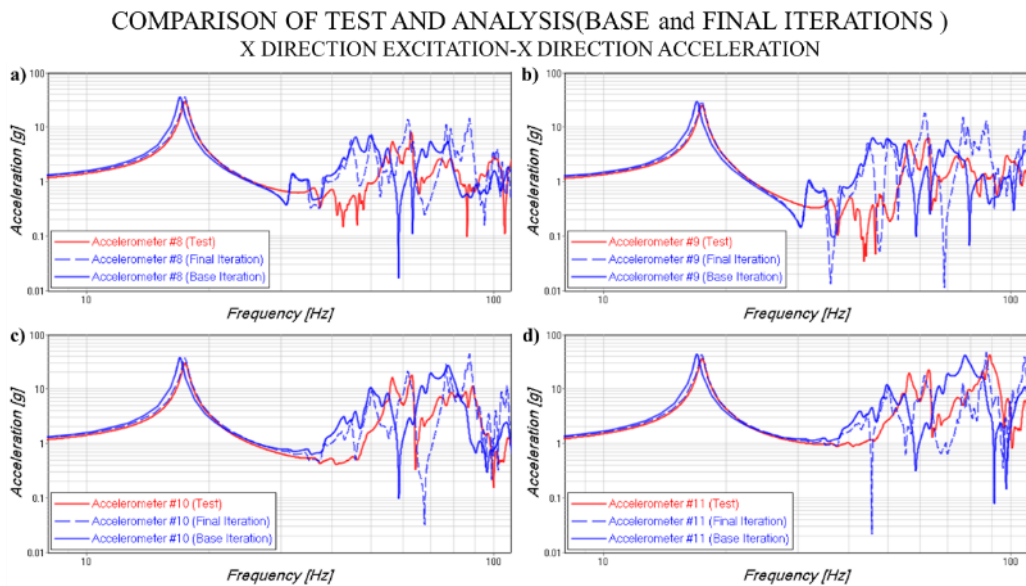 COMPARISON OF TEST AND ANALYSIS(BASE and FINAL ITERATIONS )
X DIRECTION EXCITATION-X DIRECTION ACCELERATION
a)
100
10
1
0.1
0.01
Acceleration [g]
Accelerometer #8 (Test)
Accelerometer #8 (Final Iteration)
Accelerometer #8 (Base Iteration)
10
100
Frequency [Hz]
b)
100
10
1
0.1
0.01
Acceleration [g]
Accelerometer #9 (Test)
Accelerometer #9 (Final Iteration)
Accelerometer #9 (Base Iteration)
10
100
Frequency [Hz]
c)
100
10
1
0.1
0.01
Acceleration [g]
Accelerometer #10 (Test)
Accelerometer #10 (Final Iteration)
Accelerometer #10 (Base Iteration)
10
100
Frequency [Hz]
d)
100
10
1
0.1
0.01
Acceleration [g]
Accelerometer #11 (Test)
Accelerometer #11 (Final Iteration)
Accelerometer #11 (Base Iteration)
10
100
Frequency [Hz]